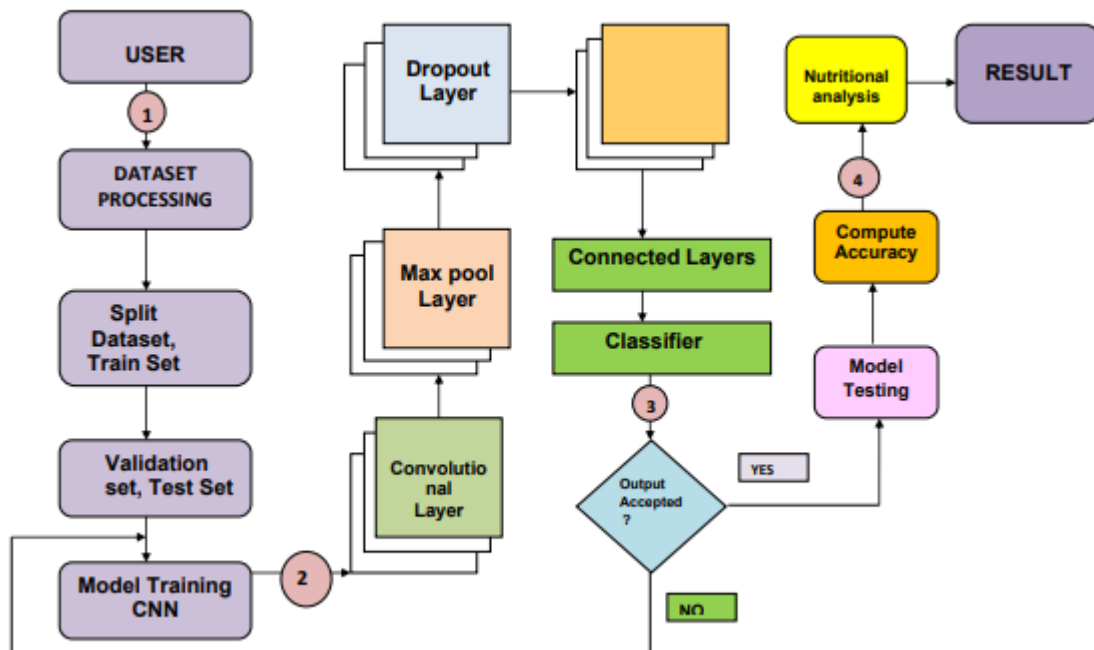 USER
1
DATASET
PROCESSING
Split
Dataset,
Train Set
Validation
set, Test Set
Model Training
CNN
2
Convolutio
nal
Layer
Max pool
Layer
Dropout
Layer
Connected Layers
Classifier
3
Output
Accepted
?
YES
NO
Model
Testing
Compute
Accuracy
4
Nutritional
analysis
RESULT